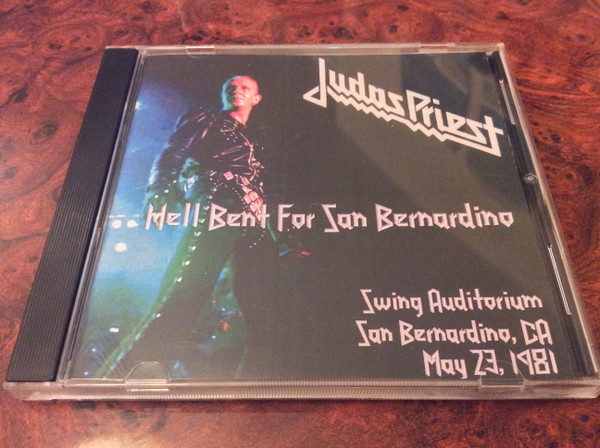 Judas Priest
Hell Bent For San Bernardino
Swing Auditorium
San Bernardino, CA
May 23, 1981